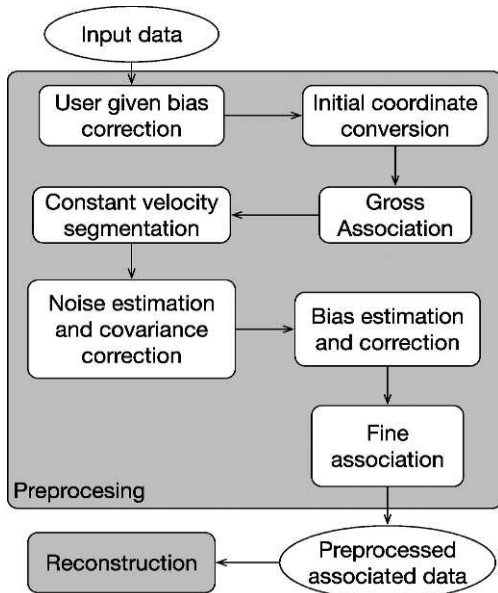 Input data
User given bias
correction
Initial coordinate
conversion
Gross
Association
Constant velocity
segmentation
Noise estimation
and covariance
correction
Bias estimation
and correction
Fine
association
Preprocesing
Preprocessed
associated data
Reconstruction